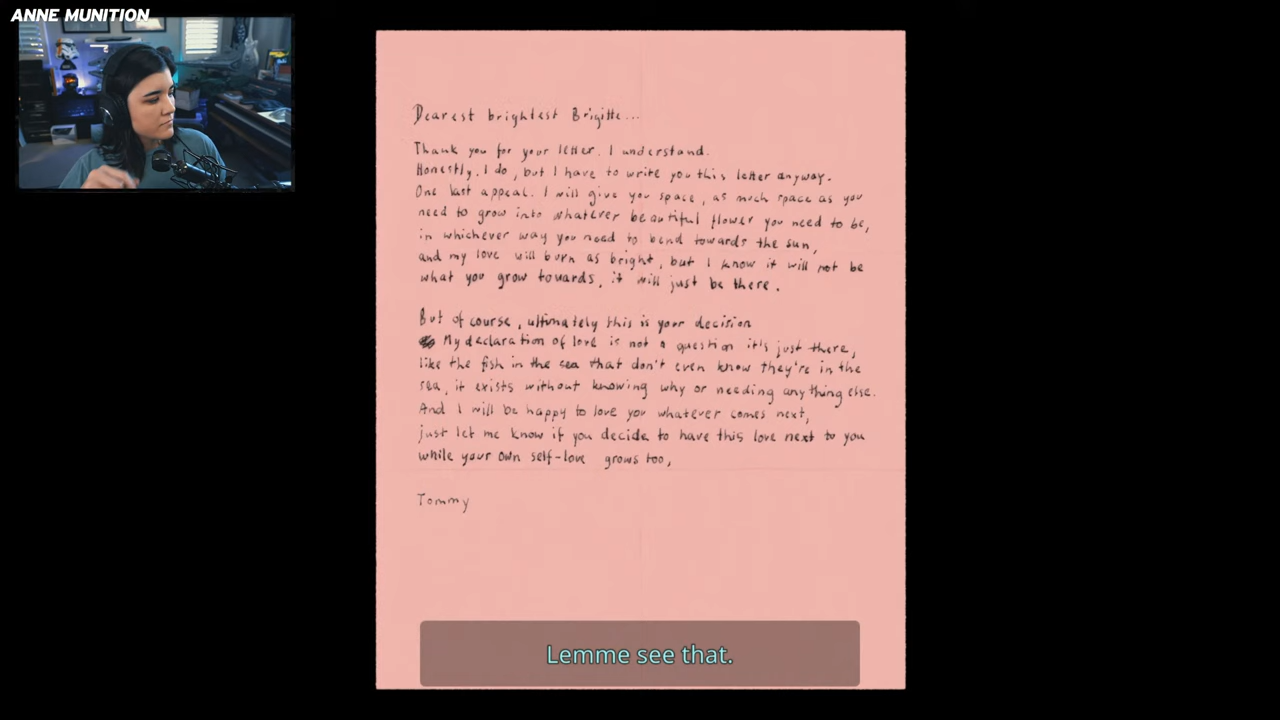 ANNE MUNITION
Dearest brightest Brigitte...
Thank you for your letter. I understand.
Honestly, I do, but I have to write you this letter anyway.
One last appeal. I will give you space, as much space as you
need to grow into whatever beautiful flower you need to be,
in whichever way you need to bend towards the sun,
and my love will burn as bright, but I know it will not be
what you grow towards, it will just be there.
But of course, ultimately this is your decision
My declaration of love is not a question it's just there,
like the fish in the sea that don't even know they're in the
sea, it exists without knowing why or needing anything else.
And I will be happy to love you whatever comes next,
just let me know if you decide to have this love next to you
while your own self-love grows too,
Tommy
Lemme see that.